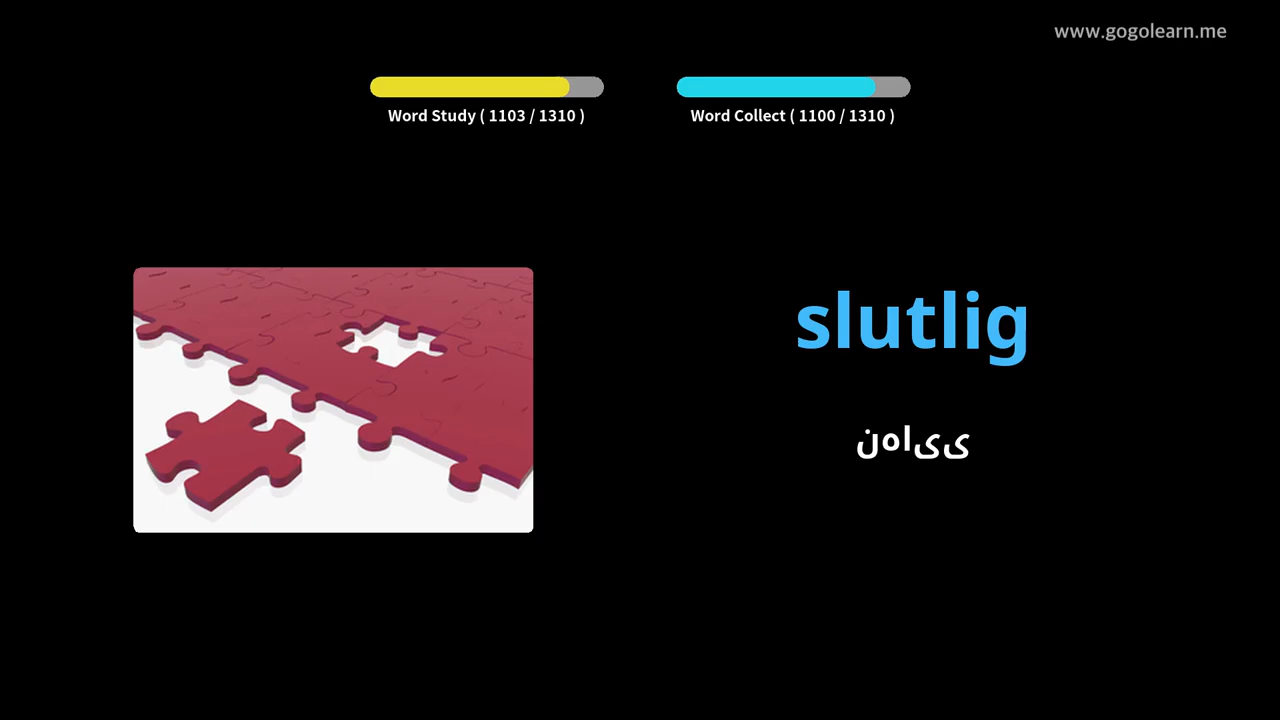 www.gogolearn.me
Word Study ( 1103 / 1310 )
Word Collect ( 1100 / 1310 )
slutlig
نهایی